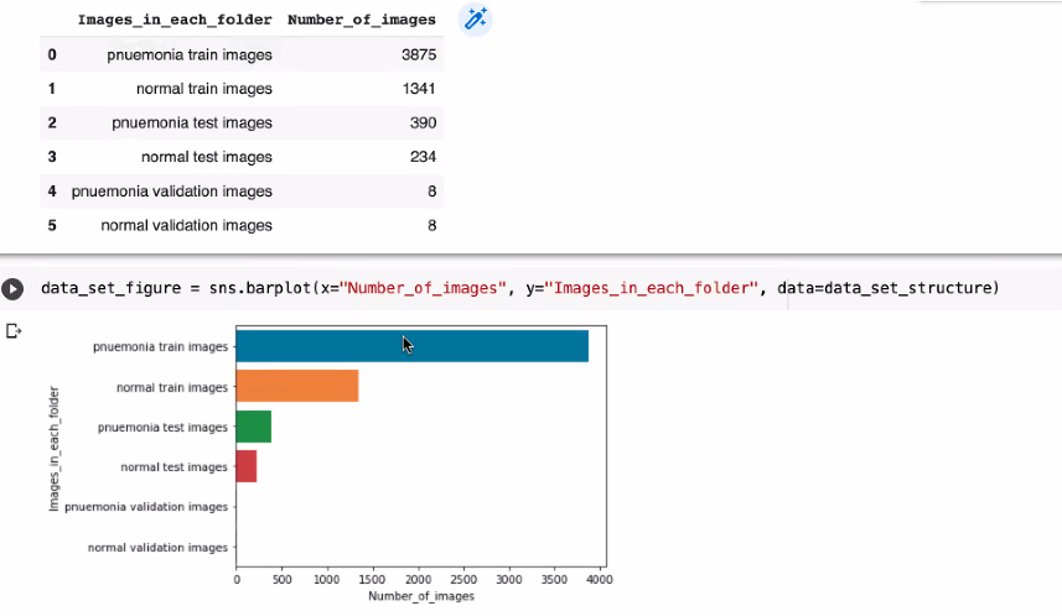 Images_in_each_folder Number_of_images
0 pnuemonia train images 3875
1 normal train images 1341
2 pnuemonia test images 390
3 normal test images 234
4 pnuemonia validation images 8
5 normal validation images 8
data_set_figure = sns.barplot(x="Number_of_images", y="Images_in_each_folder", data=data_set_structure)
Images_in_each_folder
pnuemonia train images
normal train images
pnuemonia test images
normal test images
pnuemonia validation images
normal validation images
0 500 1000 1500 2000 2500 3000 3500 4000
Number_of_images